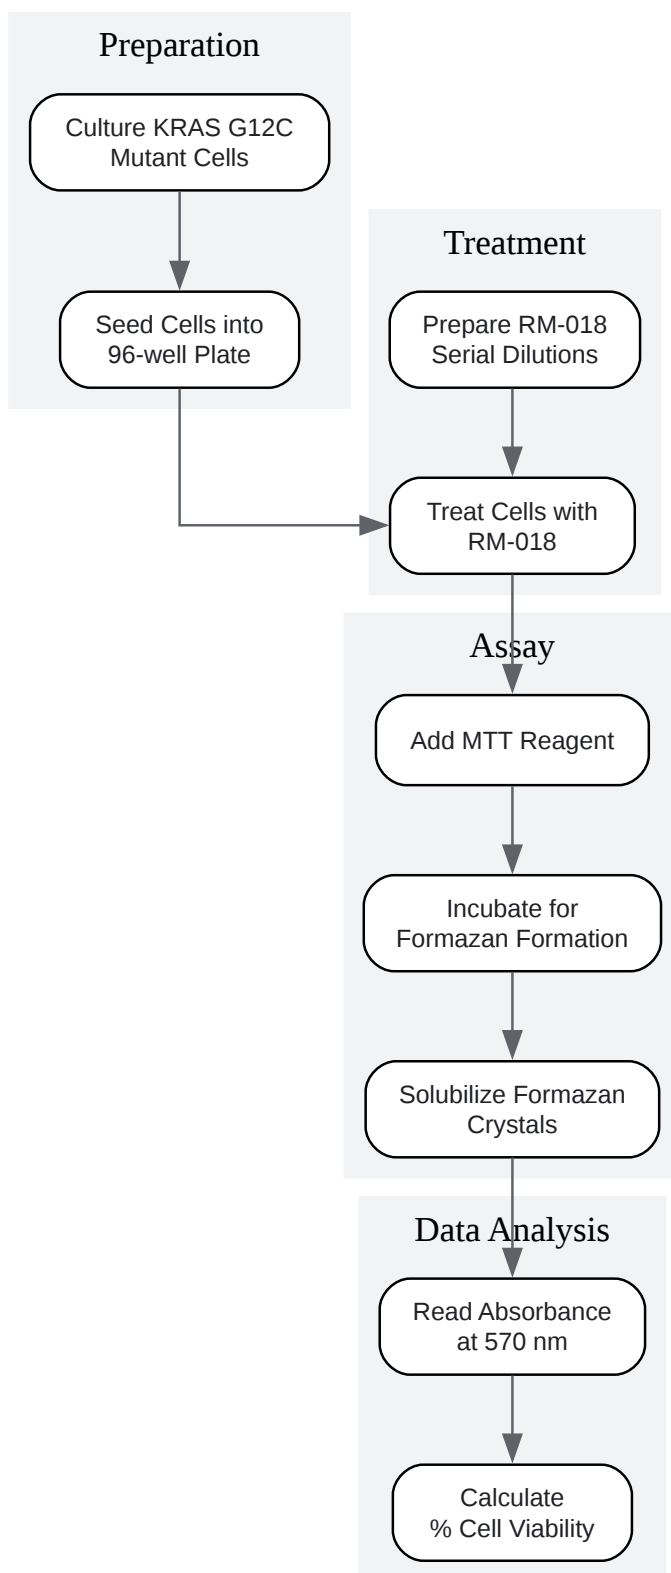 Preparation
Culture KRAS G12C
Mutant Cells
Seed Cells into
96-well Plate
Treatment
Prepare RM-018
Serial Dilutions
Treat Cells with
RM-018
Assay
Add MTT Reagent
Incubate for
Formazan Formation
Solubilize Formazan
Crystals
Data Analysis
Read Absorbance
at 570 nm
Calculate
% Cell Viability